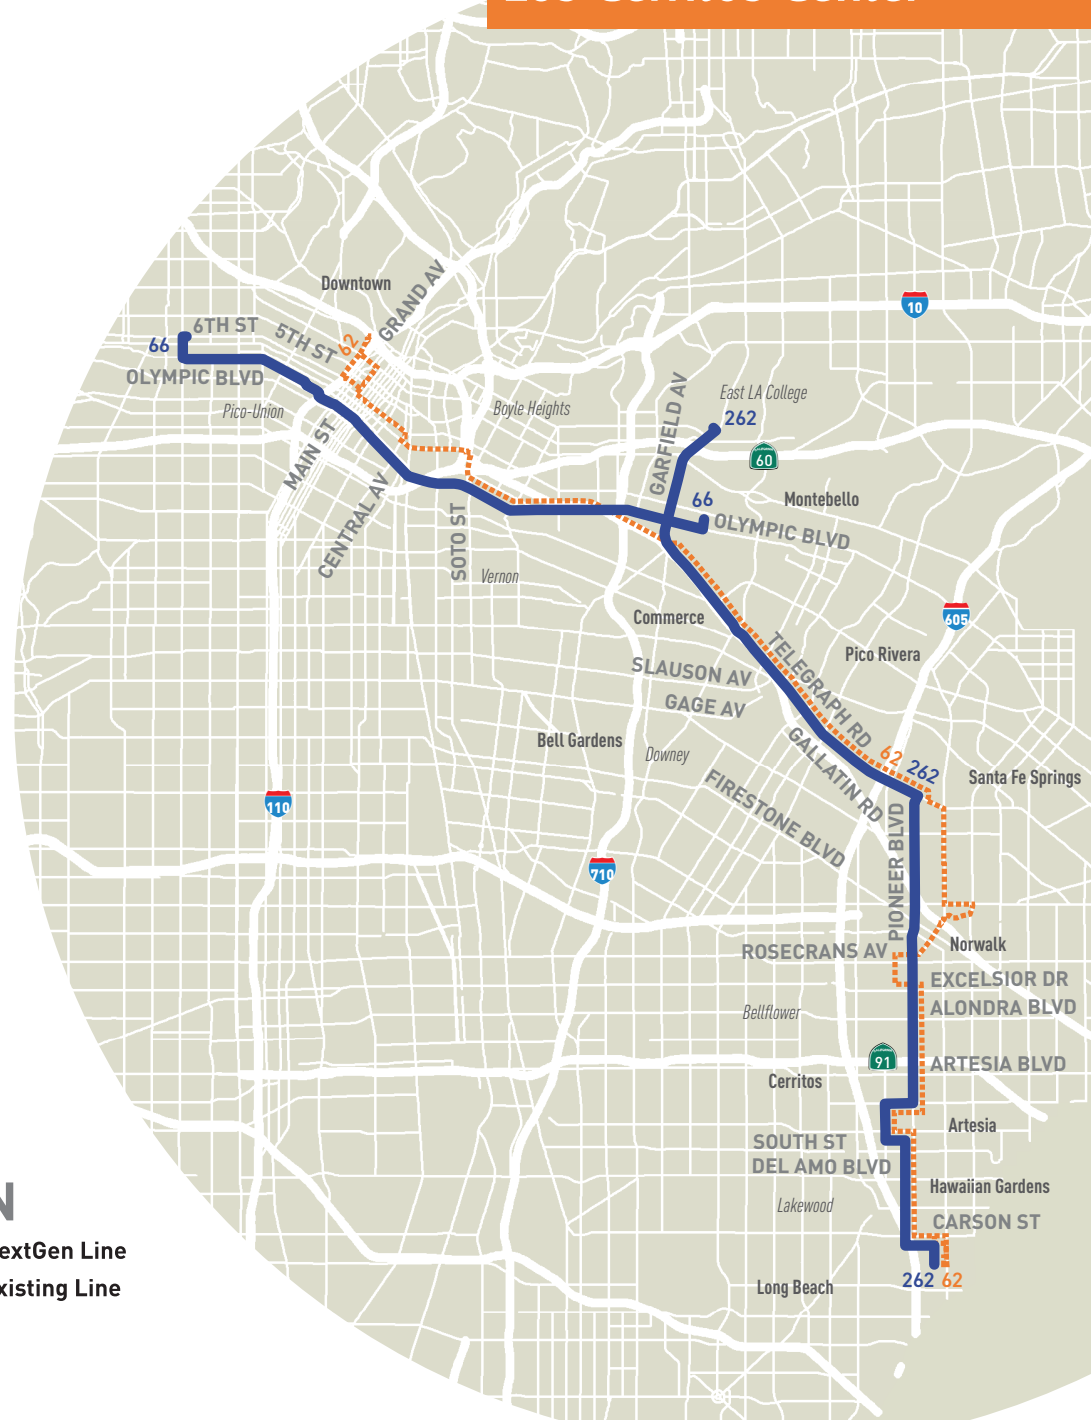 Downtown
GRAND AV
10
6TH ST
5TH ST
62
66
OLYMPIC BLVD
Pico-Union
East LA College
Boyle Heights
262
GARFIELD AV
MAIN ST
60
CENTRAL AV
66
Montebello
OLYMPIC BLVD
SOTO ST
Vernon
Commerce
605
TELEGRAPH RD
Pico Rivera
SLAUSON AV
GAGE AV
Bell Gardens
Downey
GALLATIN RD
62
262
Santa Fe Springs
FIRESTONE BLVD
110
PIONEER BLVD
710
ROSECRANS AV
Norwalk
EXCELSIOR DR
ALONDRA BLVD
Bellflower
91
ARTESIA BLVD
Cerritos
Artesia
SOUTH ST
DEL AMO BLVD
Hawaiian Gardens
Lakewood
CARSON ST
262 62
Long Beach
N
extGen Line
xisting Line